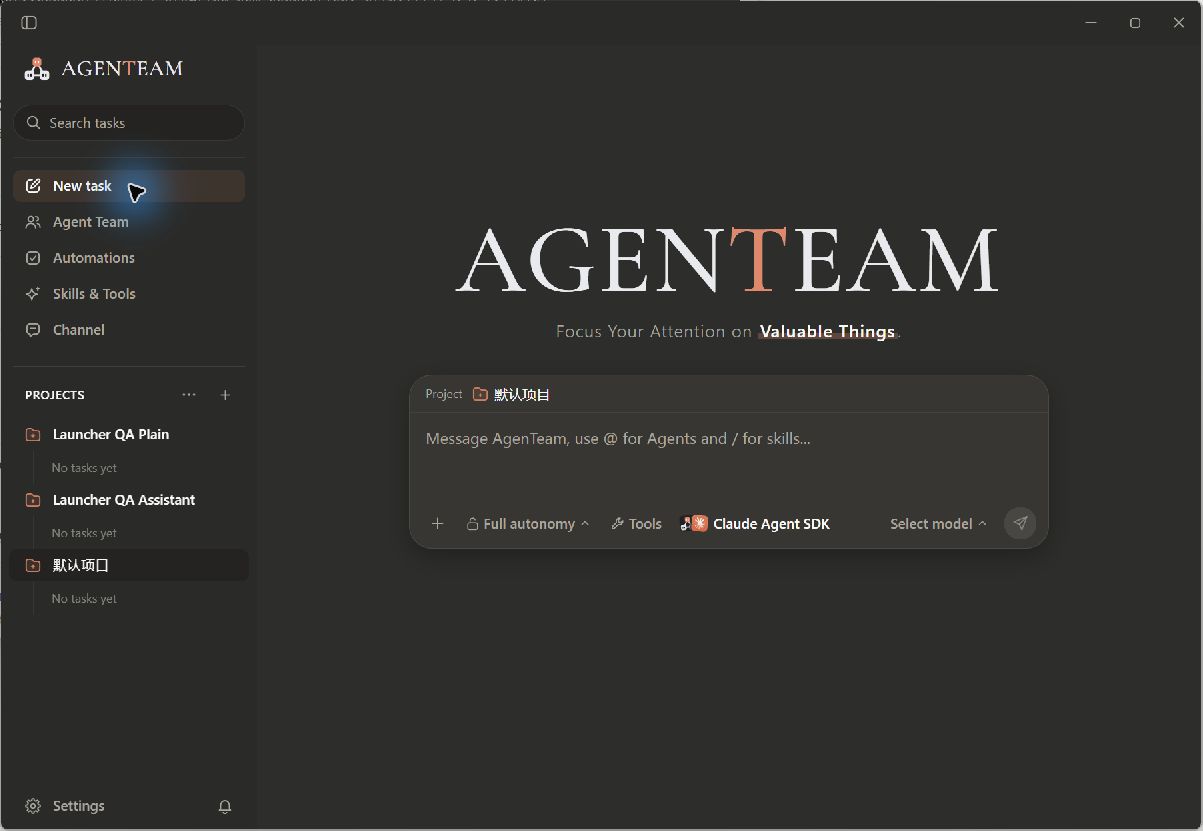 AGENTEAM
Search tasks
New task
Agent Team
Automations
Skills & Tools
Channel
PROJECTS
Launcher QA Plain
No tasks yet
Launcher QA Assistant
No tasks yet
默认项目
No tasks yet
Settings
AGENTEAM
Focus Your Attention on Valuable Things.
Project 默认项目
Message AgenTeam, use @ for Agents and / for skills...
Full autonomy Tools Claude Agent SDK Select model